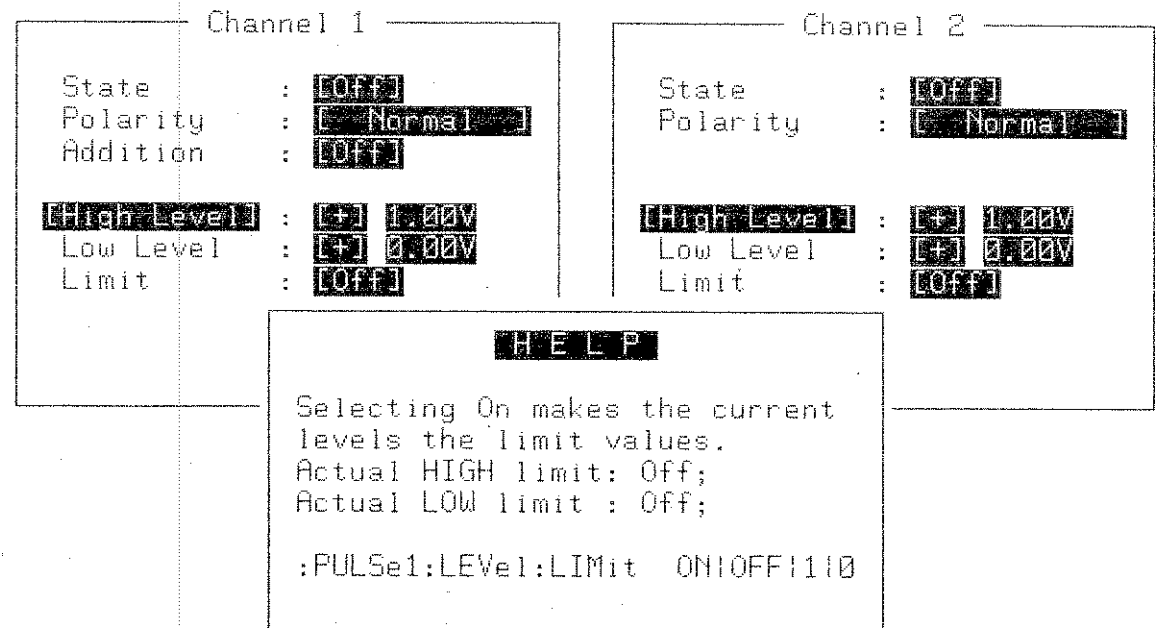 Channel 1
State : [Off]
Polarity : [ Normal ]
Addition : [Off]
[High Level] : [+] 1.00V
Low Level : [+] 0.00V
Limit : [Off]
Channel 2
State : [Off]
Polarity : [ Normal ]
[High Level] : [+] 1.00V
Low Level : [+] 0.00V
Limit : [Off]
H E L P
Selecting On makes the current
levels the limit values.
Actual HIGH limit: Off;
Actual LOW limit : Off;
:PULSe1:LEVel:LIMit ON|OFF|1|0